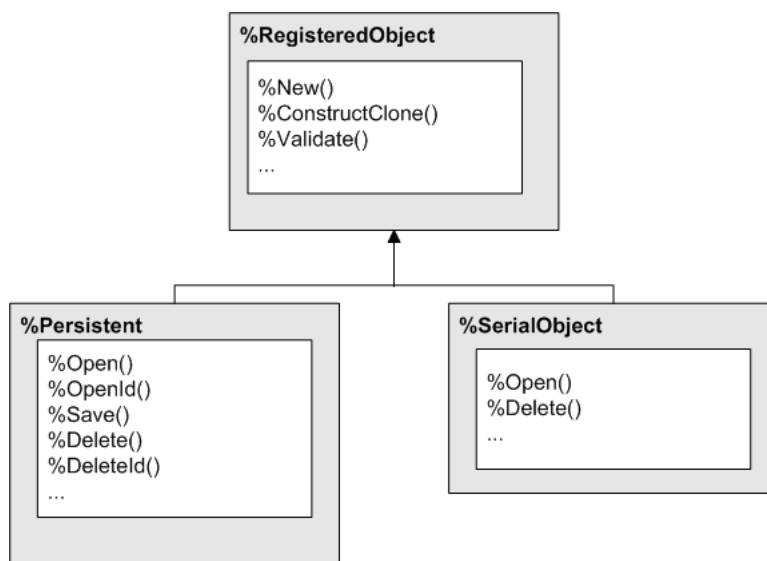 %RegisteredObject
%New()
%ConstructClone()
%Validate()
...
%Persistent
%Open()
%OpenId()
%Save()
%Delete()
%DeleteId()
...
%SerialObject
%Open()
%Delete()
...